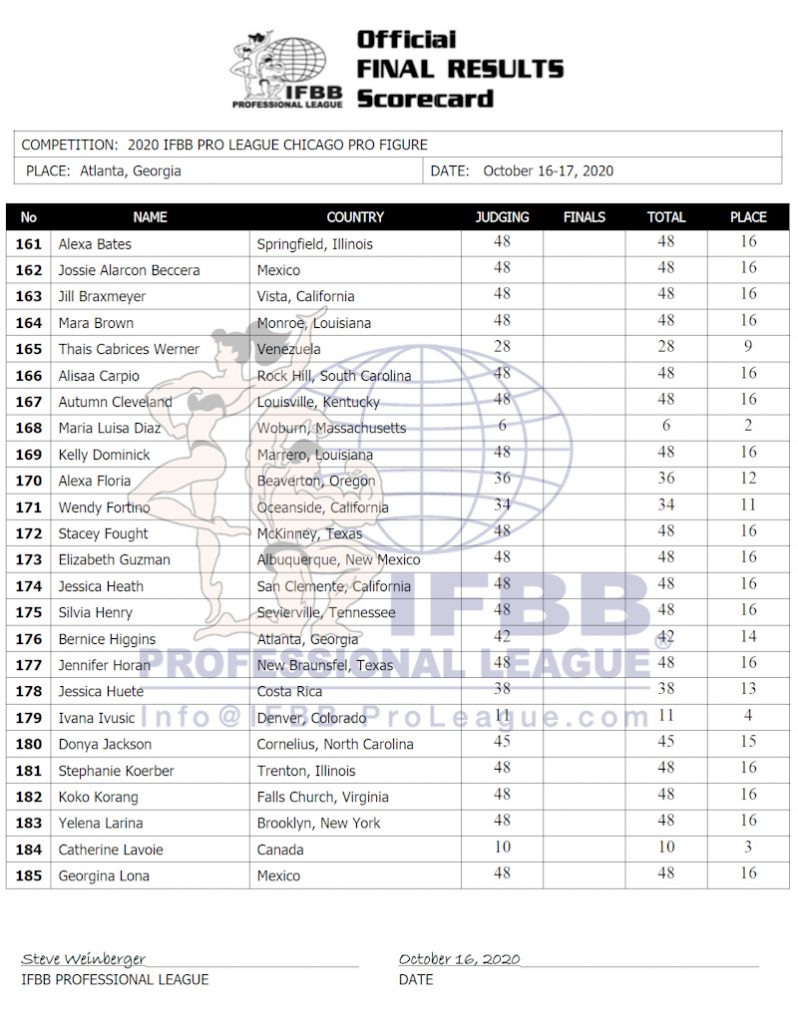 Official
FINAL RESULTS
Scorecard
IFBB
PROFESSIONAL LEAGUE
COMPETITION: 2020 IFBB PRO LEAGUE CHICAGO PRO FIGURE
PLACE: Atlanta, Georgia DATE: October 16-17, 2020
No NAME COUNTRY JUDGING FINALS TOTAL PLACE
161 Alexa Bates Springfield, Illinois 48 48 16
162 Jossie Alarcon Beccera Mexico 48 48 16
163 Jill Braxmeyer Vista, California 48 48 16
164 Mara Brown Monroe, Louisiana 48 48 16
165 Thais Cabrices Werner Venezuela 28 28 9
166 Alisaa Carpio Rock Hill, South Carolina 48 48 16
167 Autumn Cleveland Louisville, Kentucky 48 48 16
168 Maria Luisa Diaz Woburn, Massachusetts 6 6 2
169 Kelly Dominick Marrero, Louisiana 48 48 16
170 Alexa Floria Beaverton, Oregon 36 36 12
171 Wendy Fortino Oceanside, California 34 34 11
172 Stacey Fought McKinney, Texas 48 48 16
173 Elizabeth Guzman Albuquerque, New Mexico 48 48 16
174 Jessica Heath San Clemente, California 48 48 16
175 Silvia Henry Sevierville, Tennessee 48 48 16
176 Bernice Higgins Atlanta, Georgia 42 42 14
177 Jennifer Horan New Braunsfel, Texas 48 48 16
178 Jessica Huete Costa Rica 38 38 13
179 Ivana Ivusic Denver, Colorado 11 11 4
180 Donya Jackson Cornelius, North Carolina 45 45 15
181 Stephanie Koerber Trenton, Illinois 48 48 16
182 Koko Korang Falls Church, Virginia 48 48 16
183 Yelena Larina Brooklyn, New York 48 48 16
184 Catherine Lavoie Canada 10 10 3
185 Georgina Lona Mexico 48 48 16
IFBB
PROFESSIONAL LEAGUE®
Info@IFBB-ProLeague.com
Steve Weinberger October 16, 2020
IFBB PROFESSIONAL LEAGUE DATE